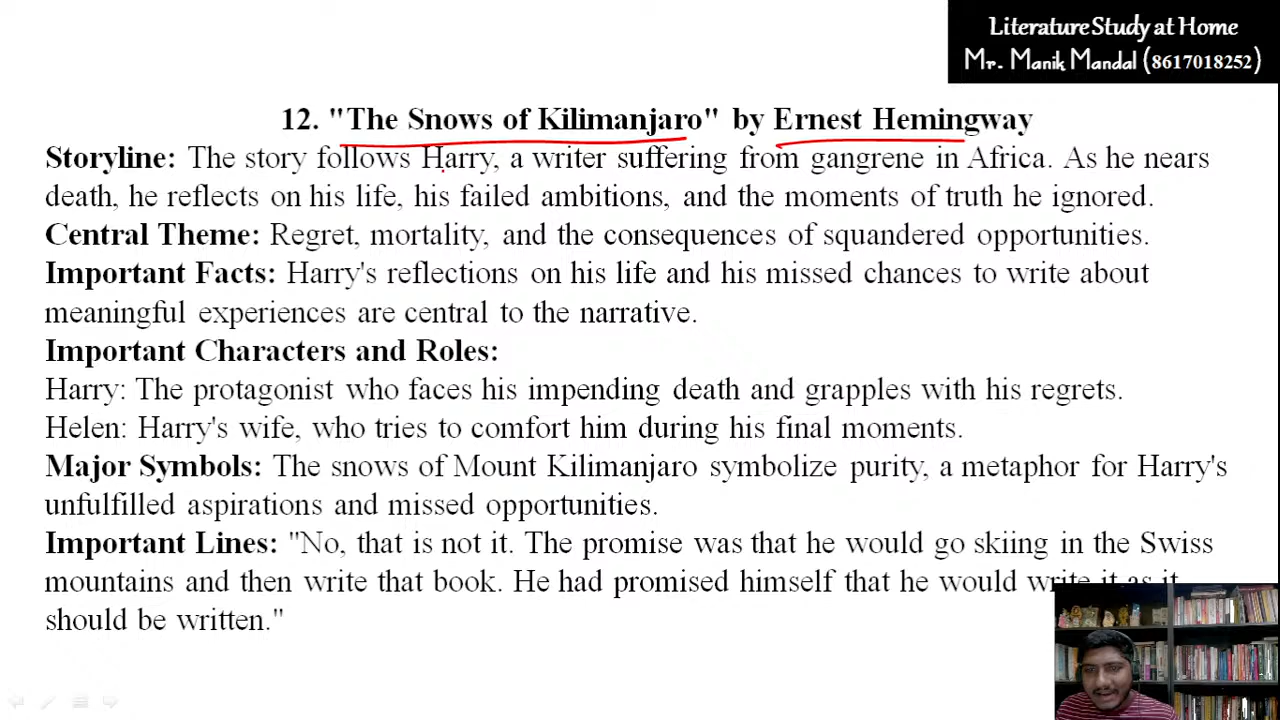 Literature Study at Home
Mr. Manik Mandal (8617018252)
12. "The Snows of Kilimanjaro" by Ernest Hemingway
Storyline: The story follows Harry, a writer suffering from gangrene in Africa. As he nears
death, he reflects on his life, his failed ambitions, and the moments of truth he ignored.
Central Theme: Regret, mortality, and the consequences of squandered opportunities.
Important Facts: Harry's reflections on his life and his missed chances to write about
meaningful experiences are central to the narrative.
Important Characters and Roles:
Harry: The protagonist who faces his impending death and grapples with his regrets.
Helen: Harry's wife, who tries to comfort him during his final moments.
Major Symbols: The snows of Mount Kilimanjaro symbolize purity, a metaphor for Harry's
unfulfilled aspirations and missed opportunities.
Important Lines: "No, that is not it. The promise was that he would go skiing in the Swiss
mountains and then write that book. He had promised himself that he would write it as it
should be written."